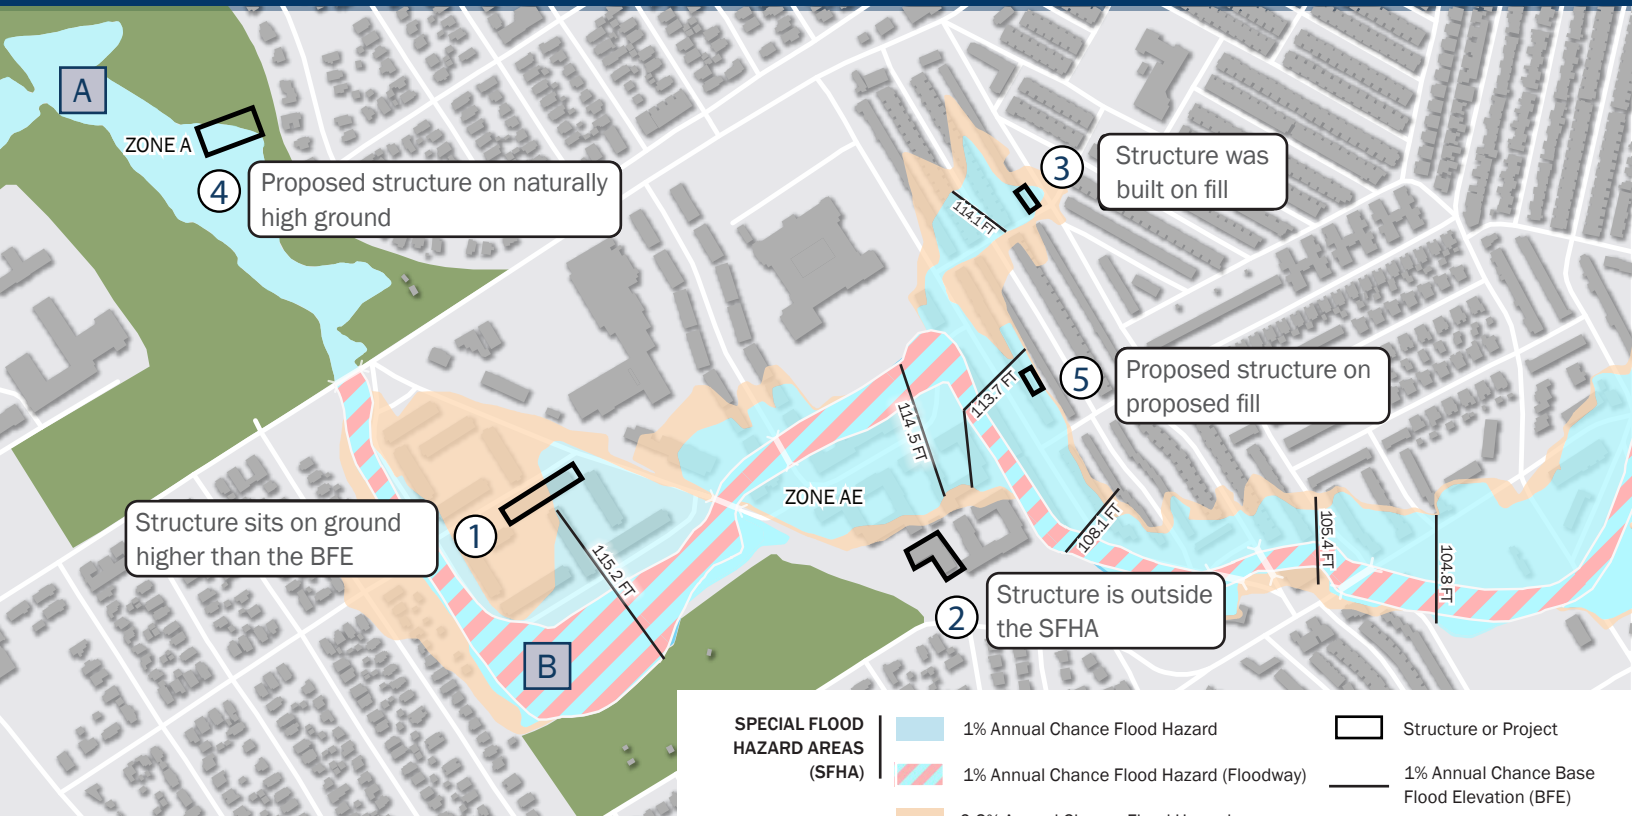 A
ZONE A
4
Proposed structure on naturally
high ground
3
Structure was
built on fill
114.1 FT
5
Proposed structure on
proposed fill
113.7 FT
114.5 FT
ZONE AE
1
Structure sits on ground
higher than the BFE
115.2 FT
108.1 FT
105.4 FT
104.8 FT
2
Structure is outside
the SFHA
B
SPECIAL FLOOD
HAZARD AREAS
(SFHA)
1% Annual Chance Flood Hazard
1% Annual Chance Flood Hazard (Floodway)
Annual Chance Flood Hazard
Structure or Project
1% Annual Chance Base
Flood Elevation (BFE)